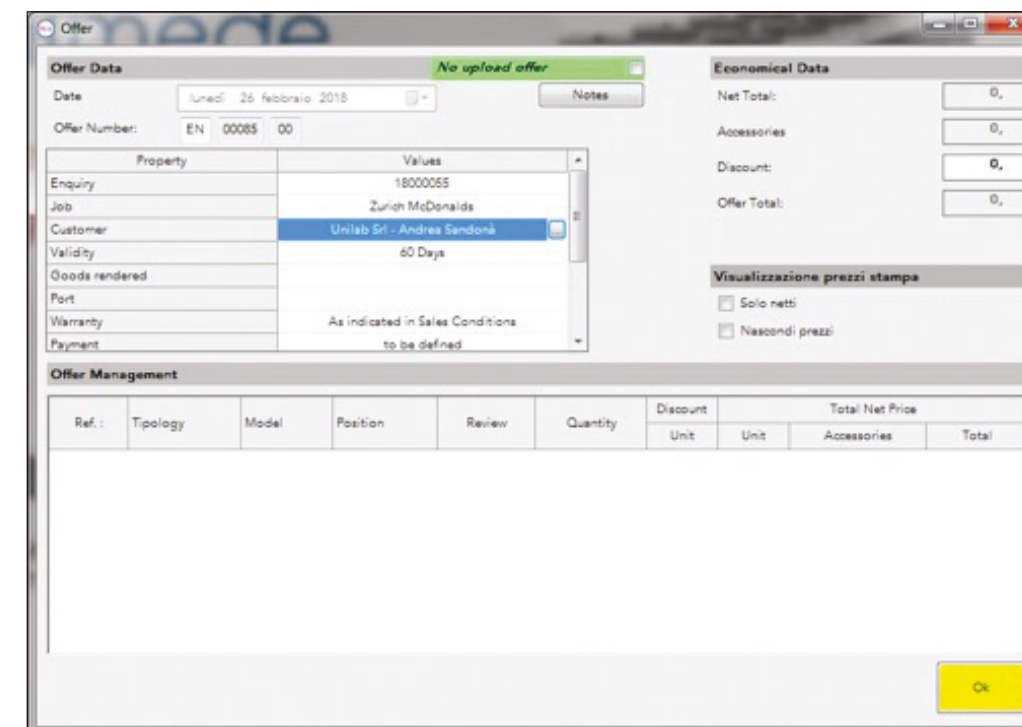 Offer
Offer Data
No upload offer
Date
lunedì 26 febbraio 2018
Notes
Offer Number:
EN 00085 00
Property Values
Enquiry 18000055
Job Zurich McDonalds
Customer Unilab Srl - Andrea Sandonà ...
Validity 60 Days
Goods rendered
Port
Warranty As indicated in Sales Conditions
Payment to be defined
Economical Data
Net Total: 0,
Accessories 0,
Discount: 0,
Offer Total: 0,
Visualizzazione prezzi stampa
Solo netti
Nascondi prezzi
Offer Management
Ref. : Tipology Model Position Review Quantity Discount Total Net Price
Unit Unit Accessories Total
Ok